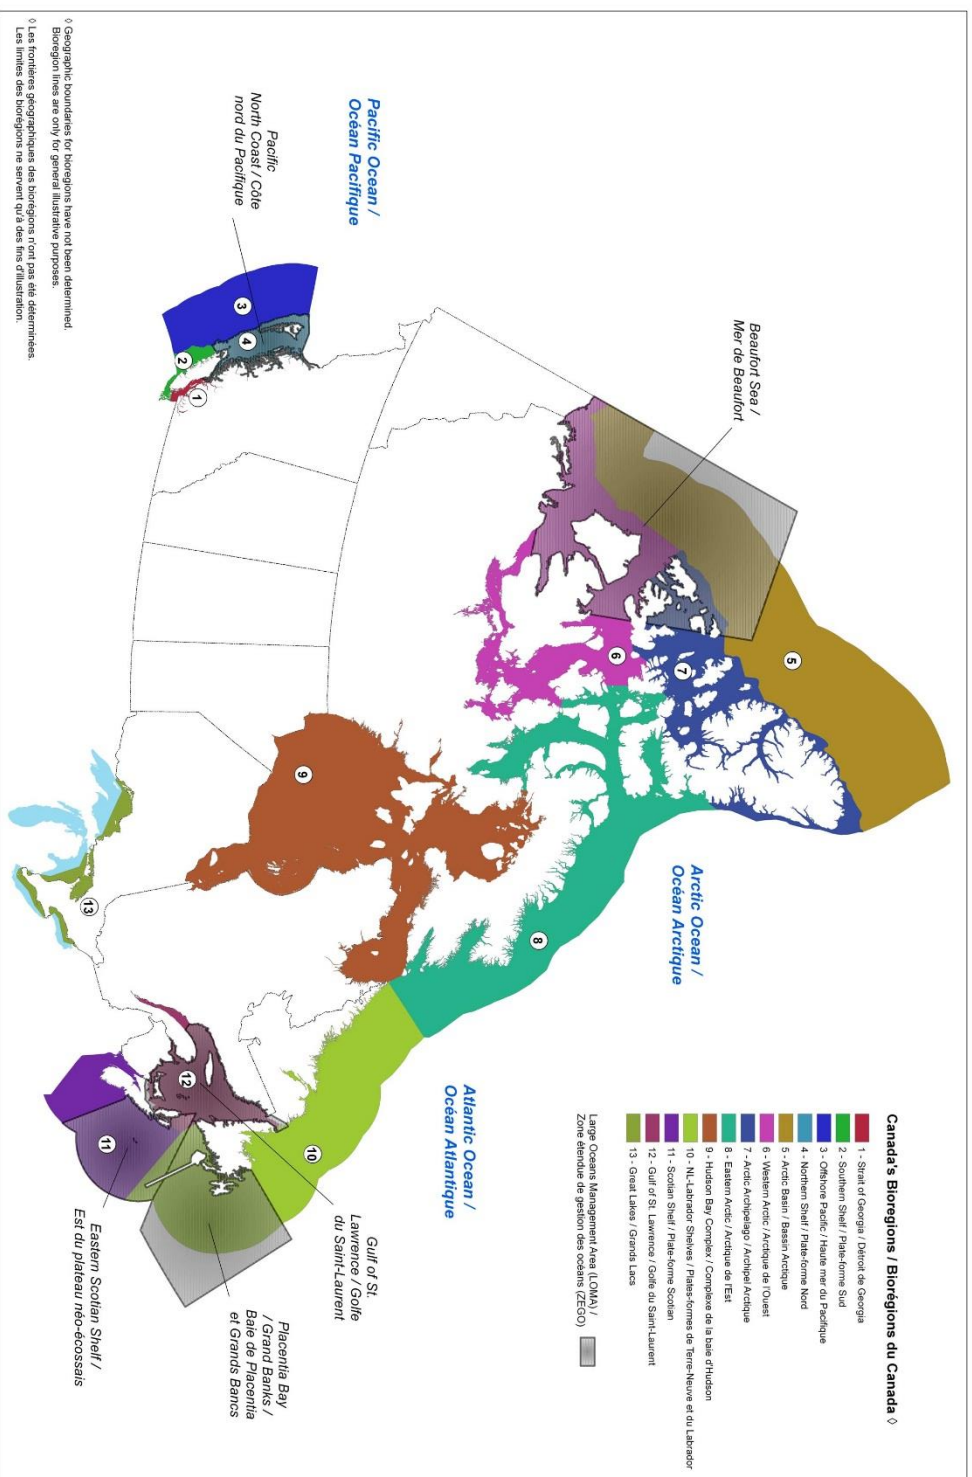 Canada's Bioregions / Biorégions du Canada ◊
1 - Strait of Georgia / Détroit de Georgia
2 - Southern Shelf / Plate-forme Sud
3 - Offshore Pacific / Haute mer du Pacifique
4 - Northern Shelf / Plate-forme Nord
5 - Arctic Basin / Bassin Arctique
6 - Western Arctic / Arctique de l'Ouest
7 - Arctic Archipelago / Archipel Arctique
8 - Eastern Arctic / Arctique de l'Est
9 - Hudson Bay Complex / Complexe de la baie d'Hudson
10 - NL-Labrador Shelves / Plates-formes de Terre-Neuve et du Labrador
11 - Scotian Shelf / Plate-forme Scotian
12 - Gulf of St. Lawrence / Golfe du Saint-Laurent
13 - Great Lakes / Grands Lacs
Large Oceans Management Area (LOMA) /
Zone étendue de gestion des océans (ZEGO)
Beaufort Sea /
Mer de Beaufort
Arctic Ocean /
Océan Arctique
Pacific Ocean /
Océan Pacifique
Pacific
North Coast / Côte
nord du Pacifique
Atlantic Ocean /
Océan Atlantique
Gulf of St.
Lawrence / Golfe
du Saint-Laurent
Placentia Bay
/ Grand Banks /
Baie de Placentia
et Grands Bancs
Eastern Scotian Shelf /
Est du plateau néo-écossais
1
2
3
4
5
6
7
8
9
10
11
12
13
◊ Geographic boundaries for bioregions have not been determined.
Bioregion lines are only for general illustrative purposes.
◊ Les frontières géographiques des biorégions n'ont pas été déterminées.
Les limites des biorégions ne servent qu'à des fins d'illustration.